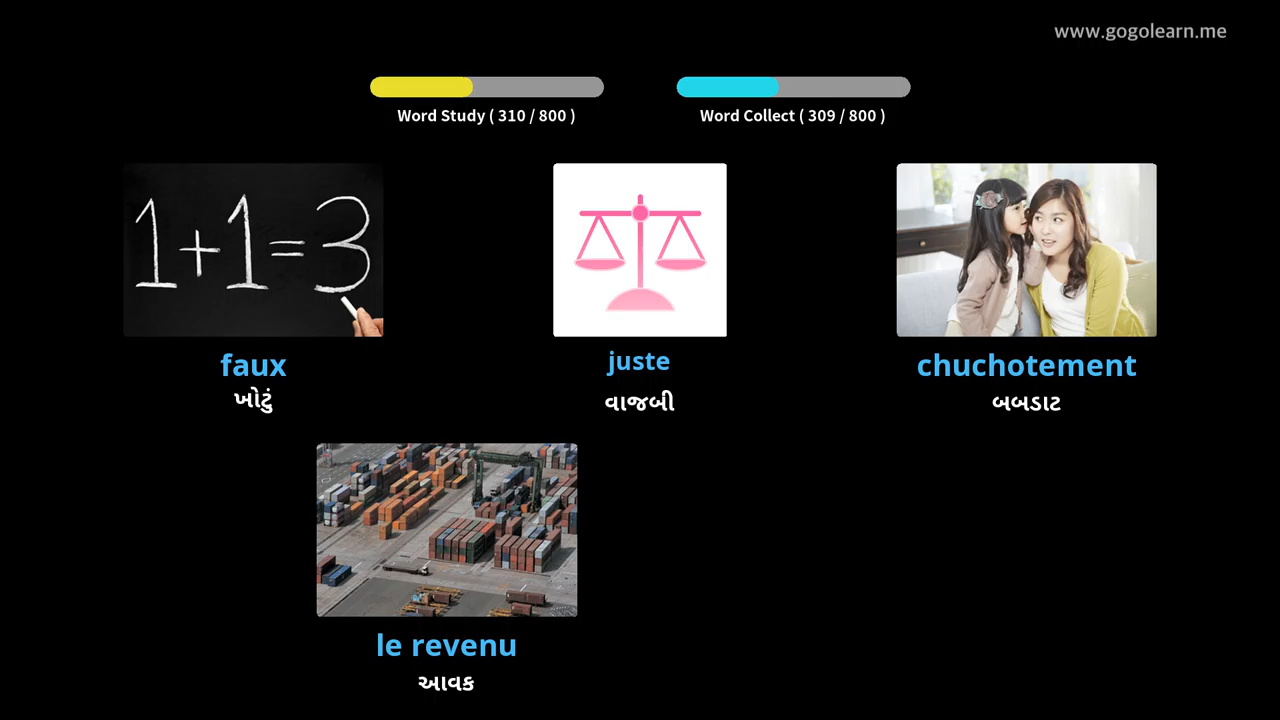 www.gogolearn.me
Word Study ( 310 / 800 )
Word Collect ( 309 / 800 )
1+1=3
faux
ખોટું
juste
વાજબી
chuchotement
બબડાટ
le revenu
આવક